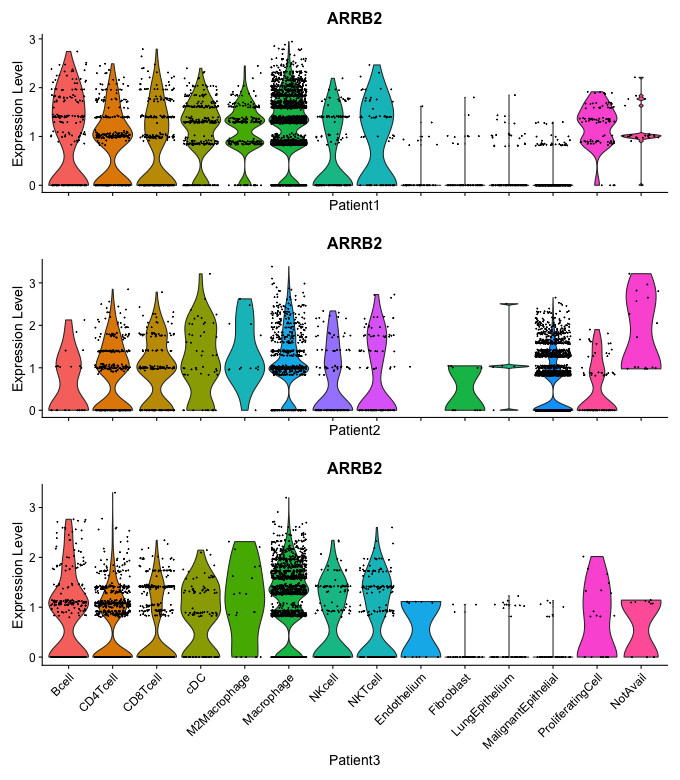 ARRB2
Expression Level
3
2
1
0
Patient1
ARRB2
Expression Level
3
2
1
0
Patient2
ARRB2
Expression Level
3
2
1
0
Bcell
CD4Tcell
CD8Tcell
cDC
M2Macrophage
Macrophage
NKcell
NKTcell
Endothelium
Fibroblast
LungEpithelium
MalignantEpithelial
ProliferatingCell
NotAvail
Patient3